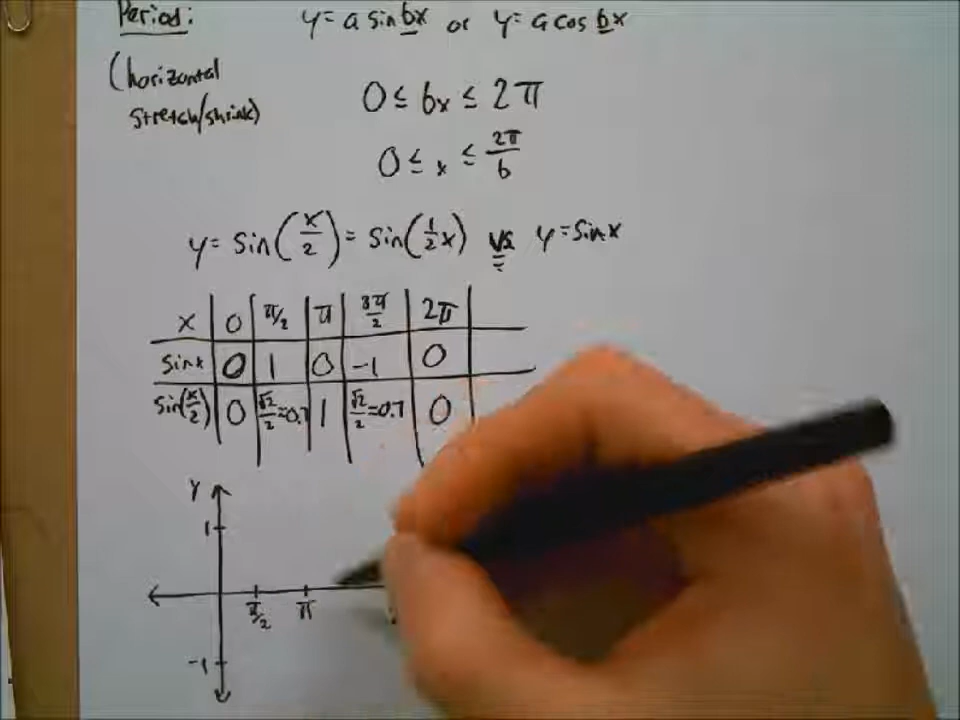 Period: y = a sin bx or y = a cos bx
(horizontal
stretch/shrink)
0 ≤ bx ≤ 2π
0 ≤ x ≤ 2π/b
y = sin(x/2) = sin(1/2 x) vs y = sin x
x 0 π/2 π 3π/2 2π
sin x 0 1 0 -1 0
sin(x/2) 0 √2/2 ≈ 0.7 1 √2/2 ≈ 0.7 0
y
1
π/2 π
-1